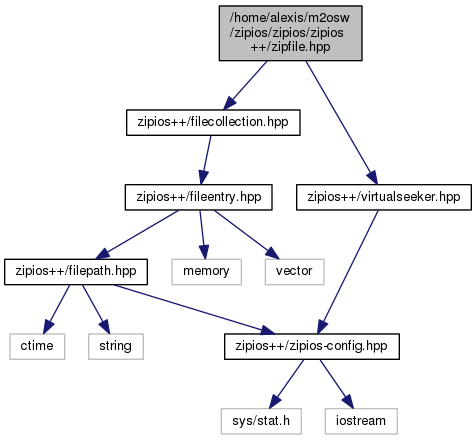 /home/alexis/m2osw
/zipios/zipios/zipios
++/zipfile.hpp
zipios++/filecollection.hpp
zipios++/fileentry.hpp
zipios++/virtualseeker.hpp
zipios++/filepath.hpp
memory
vector
ctime
string
zipios++/zipios-config.hpp
sys/stat.h
iostream